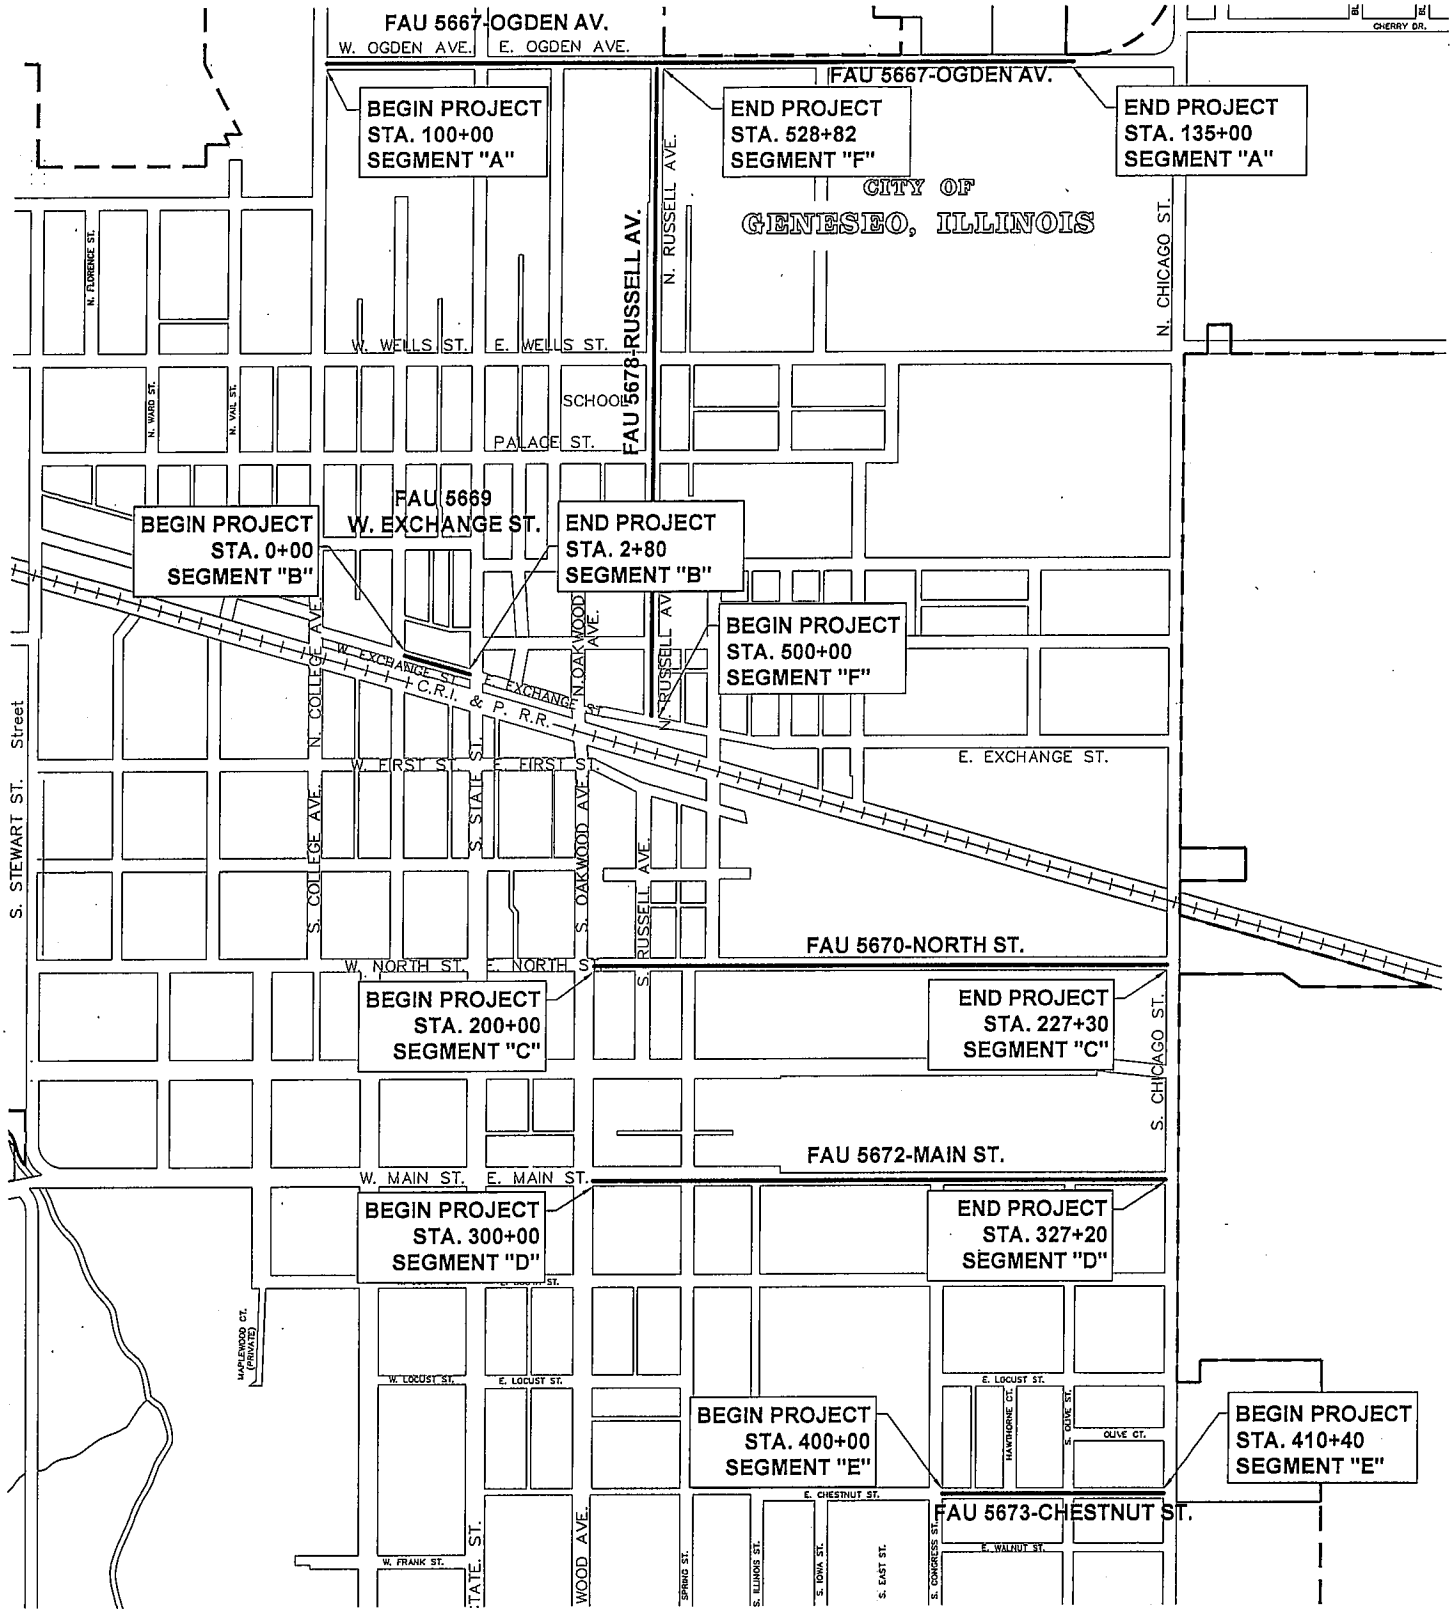 FAU 5667-OGDEN AV.
W. OGDEN AVE.
E. OGDEN AVE.
CHERRY DR.
BL
BL
FAU 5667-OGDEN AV.
BEGIN PROJECT
STA. 100+00
SEGMENT "A"
END PROJECT
STA. 528+82
SEGMENT "F"
END PROJECT
STA. 135+00
SEGMENT "A"
CITY OF
GENESEO, ILLINOIS
N. RUSSELL AVE.
FAU 5678-RUSSELL AV.
N. CHICAGO ST.
N. FLORENCE ST.
W. WELLS ST.
E. WELLS ST.
N. WARD ST.
N. VAIL ST.
SCHOOL
PALACE ST.
FAU 5669
W. EXCHANGE ST.
BEGIN PROJECT
STA. 0+00
SEGMENT "B"
END PROJECT
STA. 2+80
SEGMENT "B"
N. COLLEGE AVE.
N. OAKWOOD
AVE.
N. RUSSELL AV
BEGIN PROJECT
STA. 500+00
SEGMENT "F"
W. EXCHANGE ST.
E. EXCHANGE ST.
C.R.I. & P. R.R.
E. EXCHANGE ST.
W. FIRST ST.
E. FIRST ST.
S. STEWART ST.
Street
S. COLLEGE AVE.
S. STATE ST.
S. OAKWOOD AVE.
S. RUSSELL AVE.
FAU 5670-NORTH ST.
W. NORTH ST.
E. NORTH ST.
BEGIN PROJECT
STA. 200+00
SEGMENT "C"
END PROJECT
STA. 227+30
SEGMENT "C"
S. CHICAGO ST.
FAU 5672-MAIN ST.
W. MAIN ST.
E. MAIN ST.
BEGIN PROJECT
STA. 300+00
SEGMENT "D"
END PROJECT
STA. 327+20
SEGMENT "D"
MAPLEWOOD CT.
(PRIVATE)
W. LOCUST ST.
E. LOCUST ST.
E. LOCUST ST.
HAWTHORNE CT.
S. OLIVE ST.
OLIVE CT.
BEGIN PROJECT
STA. 400+00
SEGMENT "E"
BEGIN PROJECT
STA. 410+40
SEGMENT "E"
E. CHESTNUT ST.
FAU 5673-CHESTNUT ST.
W. FRANK ST.
TATE. ST.
WOOD AVE.
SPRING ST.
S. ILLINOIS ST.
S. IOWA ST.
S. EAST ST.
S. CONGRESS ST.
E. WALNUT ST.